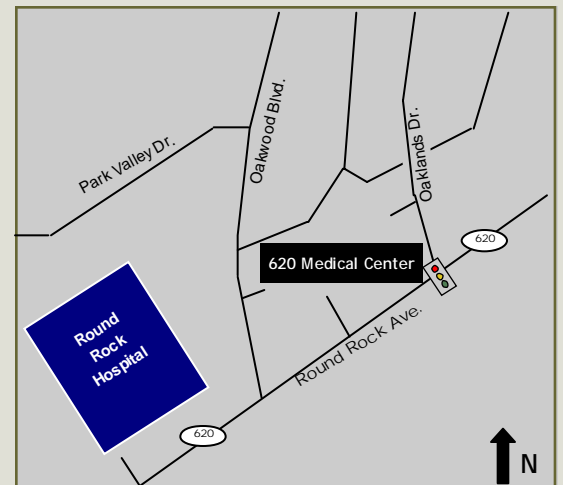 Oakwood Blvd.
Oaklands Dr.
Park Valley Dr.
620
620 Medical Center
Round
Rock
Hospital
Round Rock Ave.
620
N